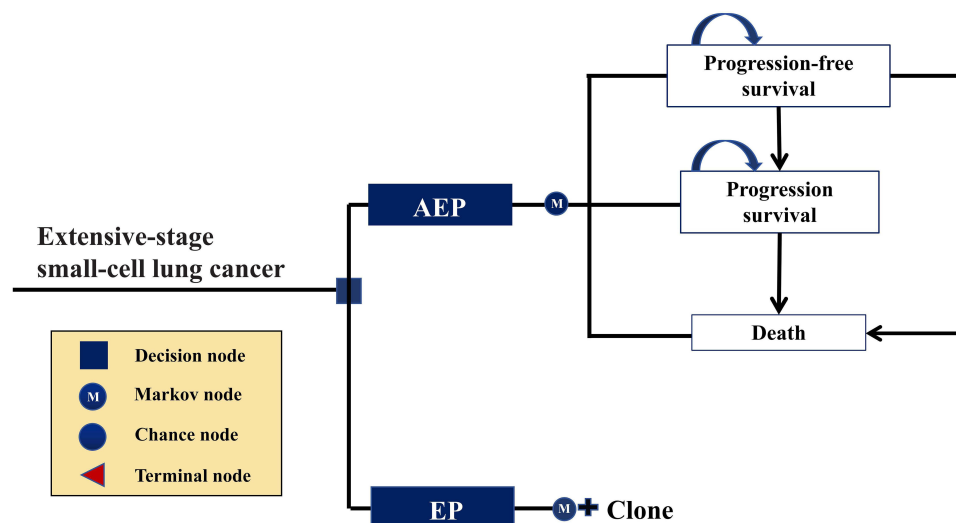 Progression-free
survival
Progression
survival
AEP
M
Extensive-stage
small-cell lung cancer
Death
Decision node
M
Markov node
Chance node
Terminal node
EP
M
Clone